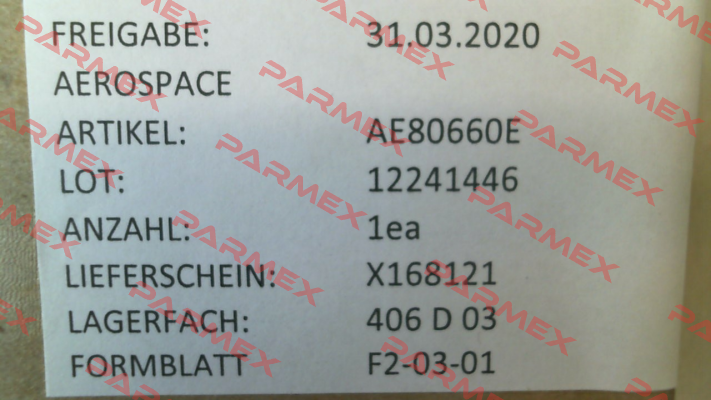 FREIGABE: 31.03.2020
AEROSPACE
ARTIKEL: AE80660E
LOT: 12241446
ANZAHL: 1ea
LIEFERSCHEIN: X168121
LAGERFACH: 406 D 03
FORMBLATT F2-03-01
PARMEX